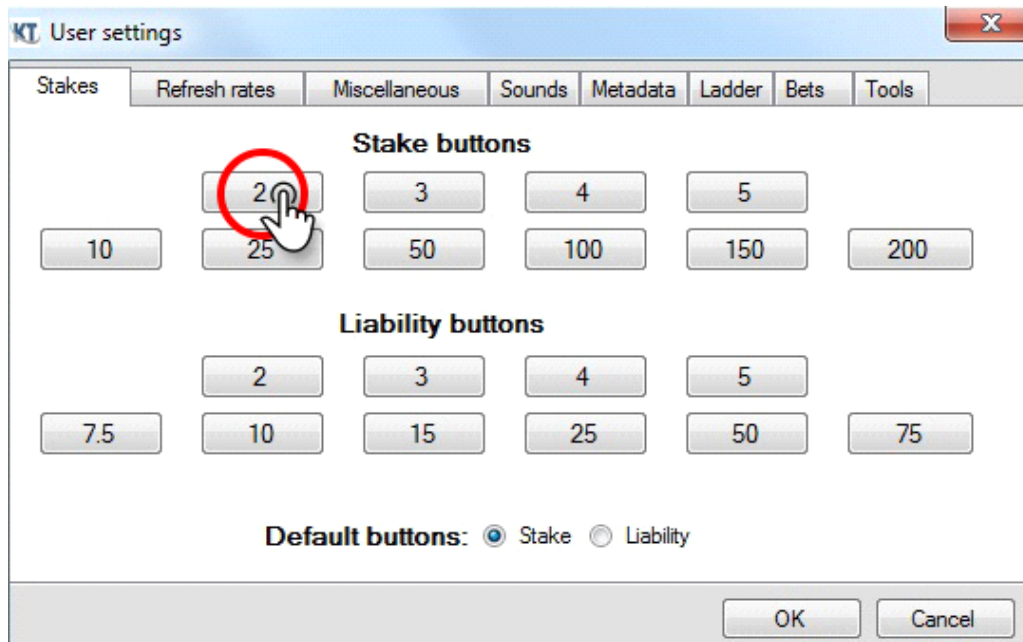 KT User settings
Stakes Refresh rates Miscellaneous Sounds Metadata Ladder Bets Tools
Stake buttons
2 3 4 5
10 25 50 100 150 200
Liability buttons
2 3 4 5
7.5 10 15 25 50 75
Default buttons: Stake Liability
OK Cancel